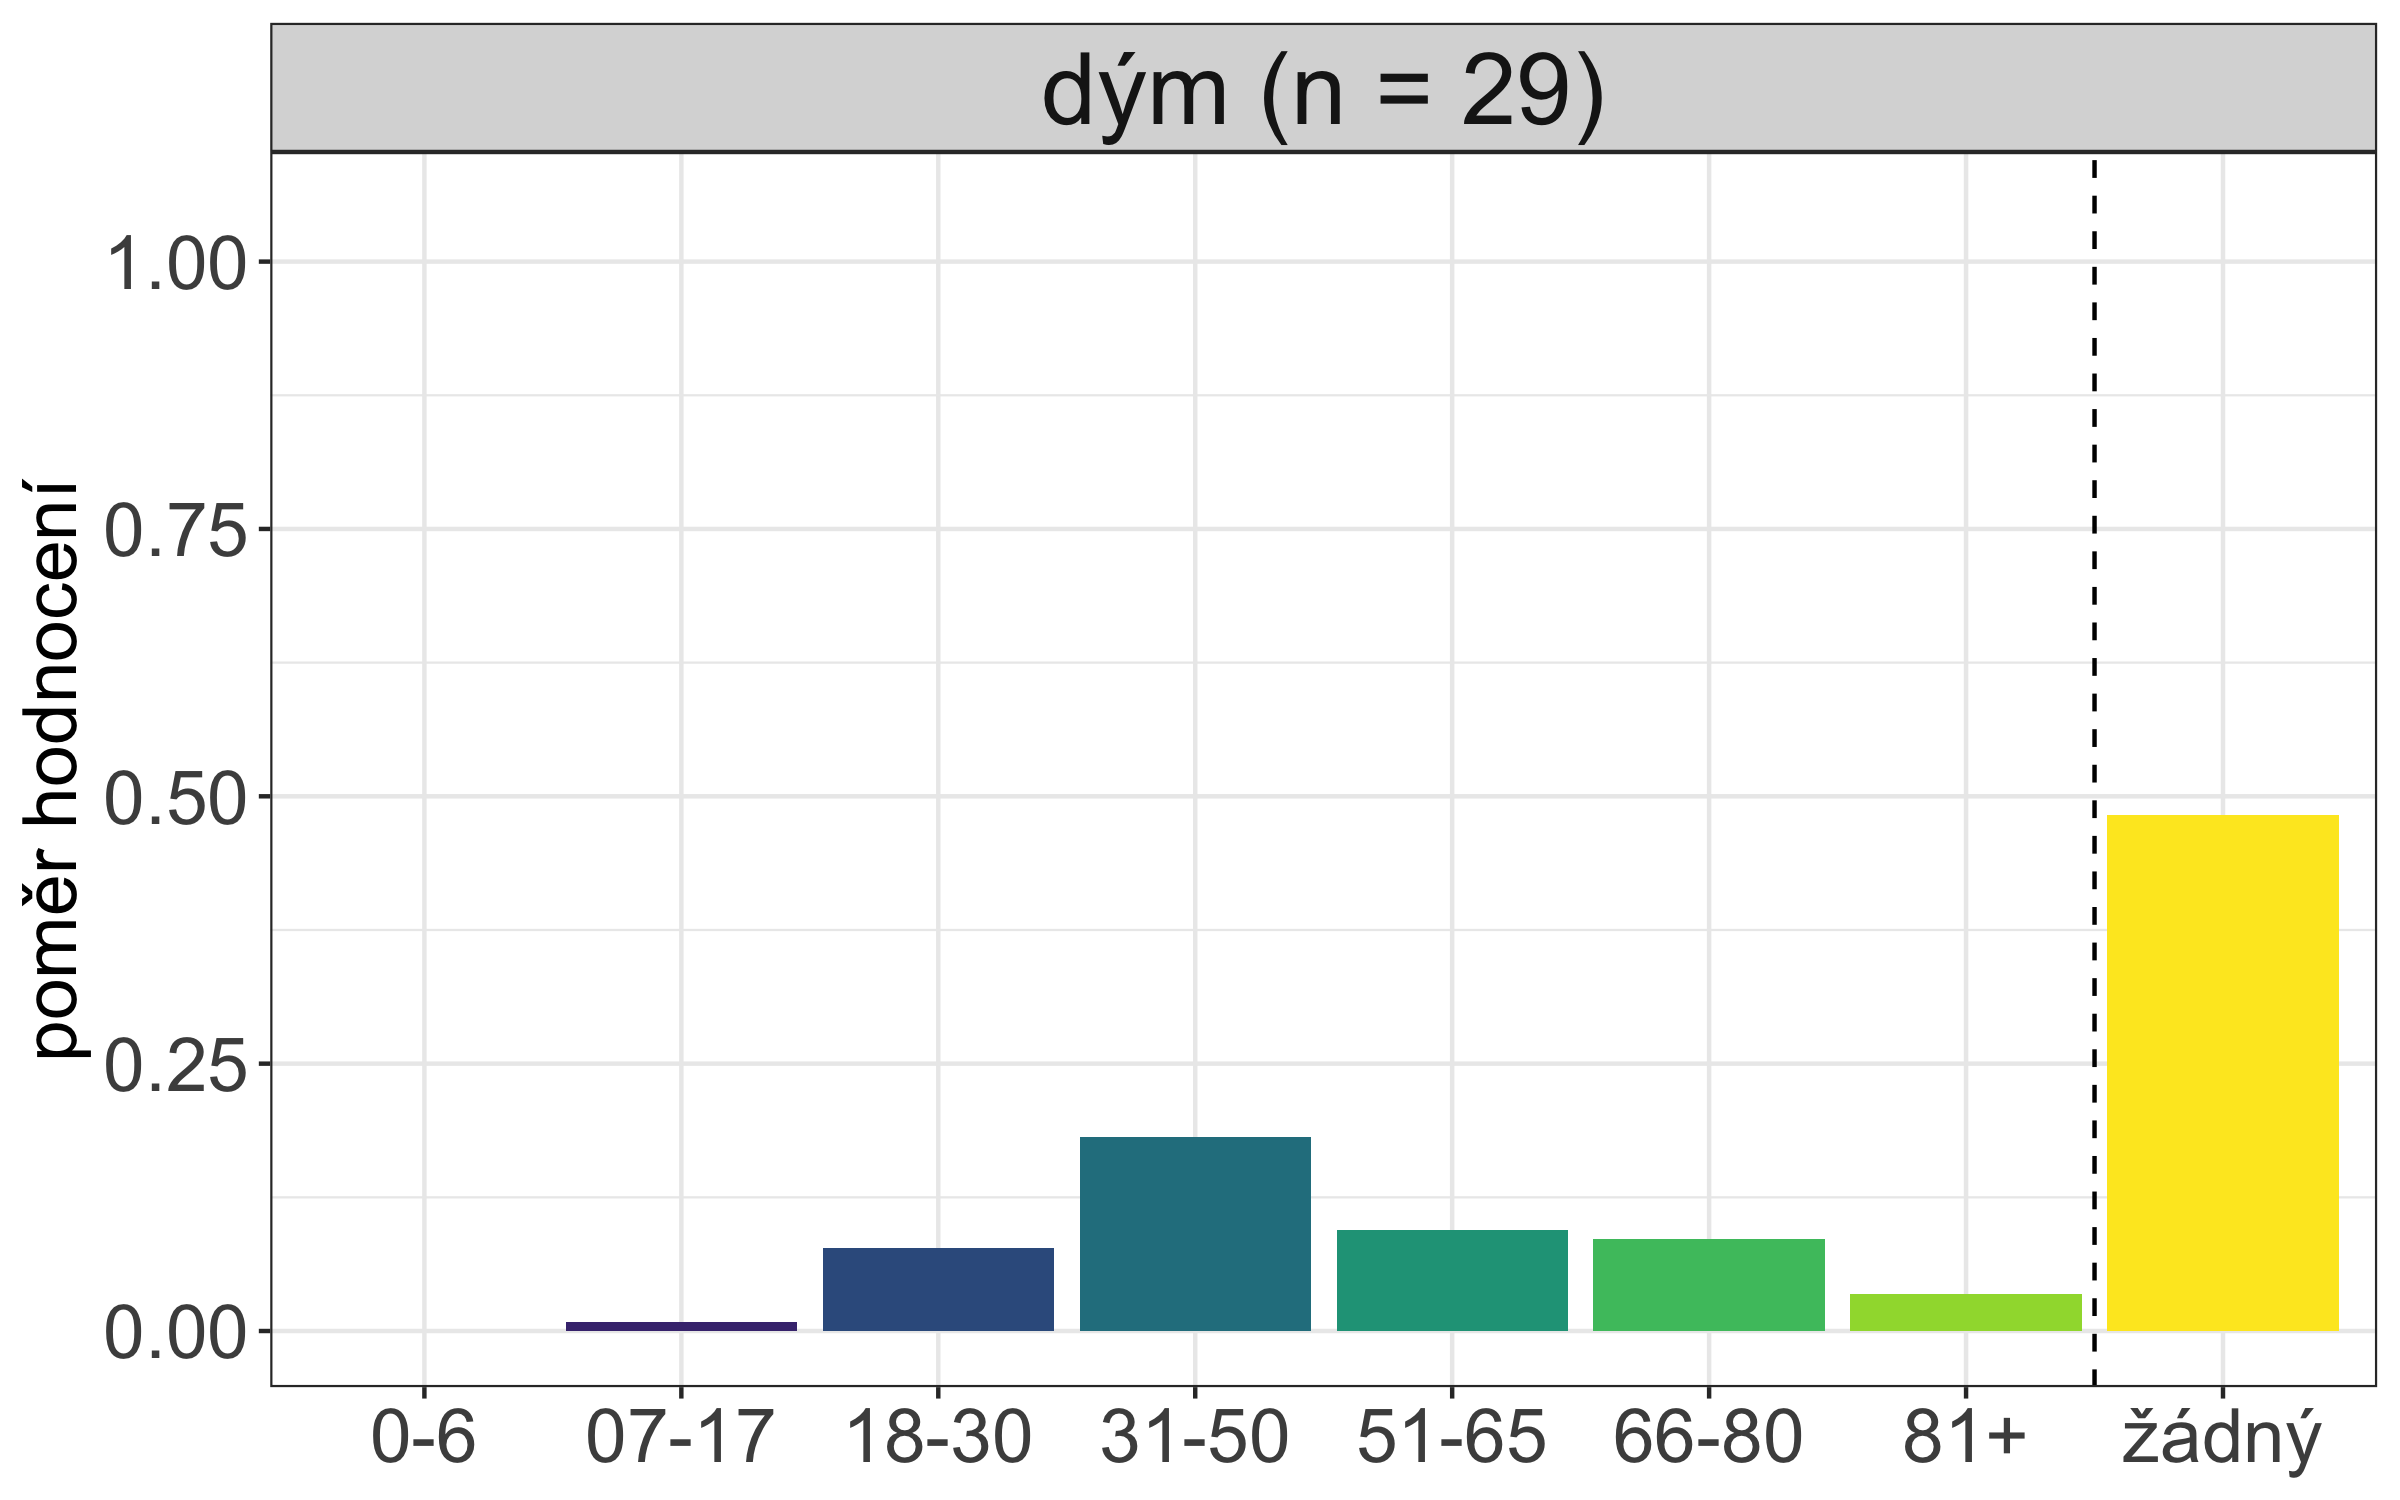 dým (n = 29)
poměr hodnocení
1.00
0.75
0.50
0.25
0.00
0-6 07-17 18-30 31-50 51-65 66-80 81+ žádný